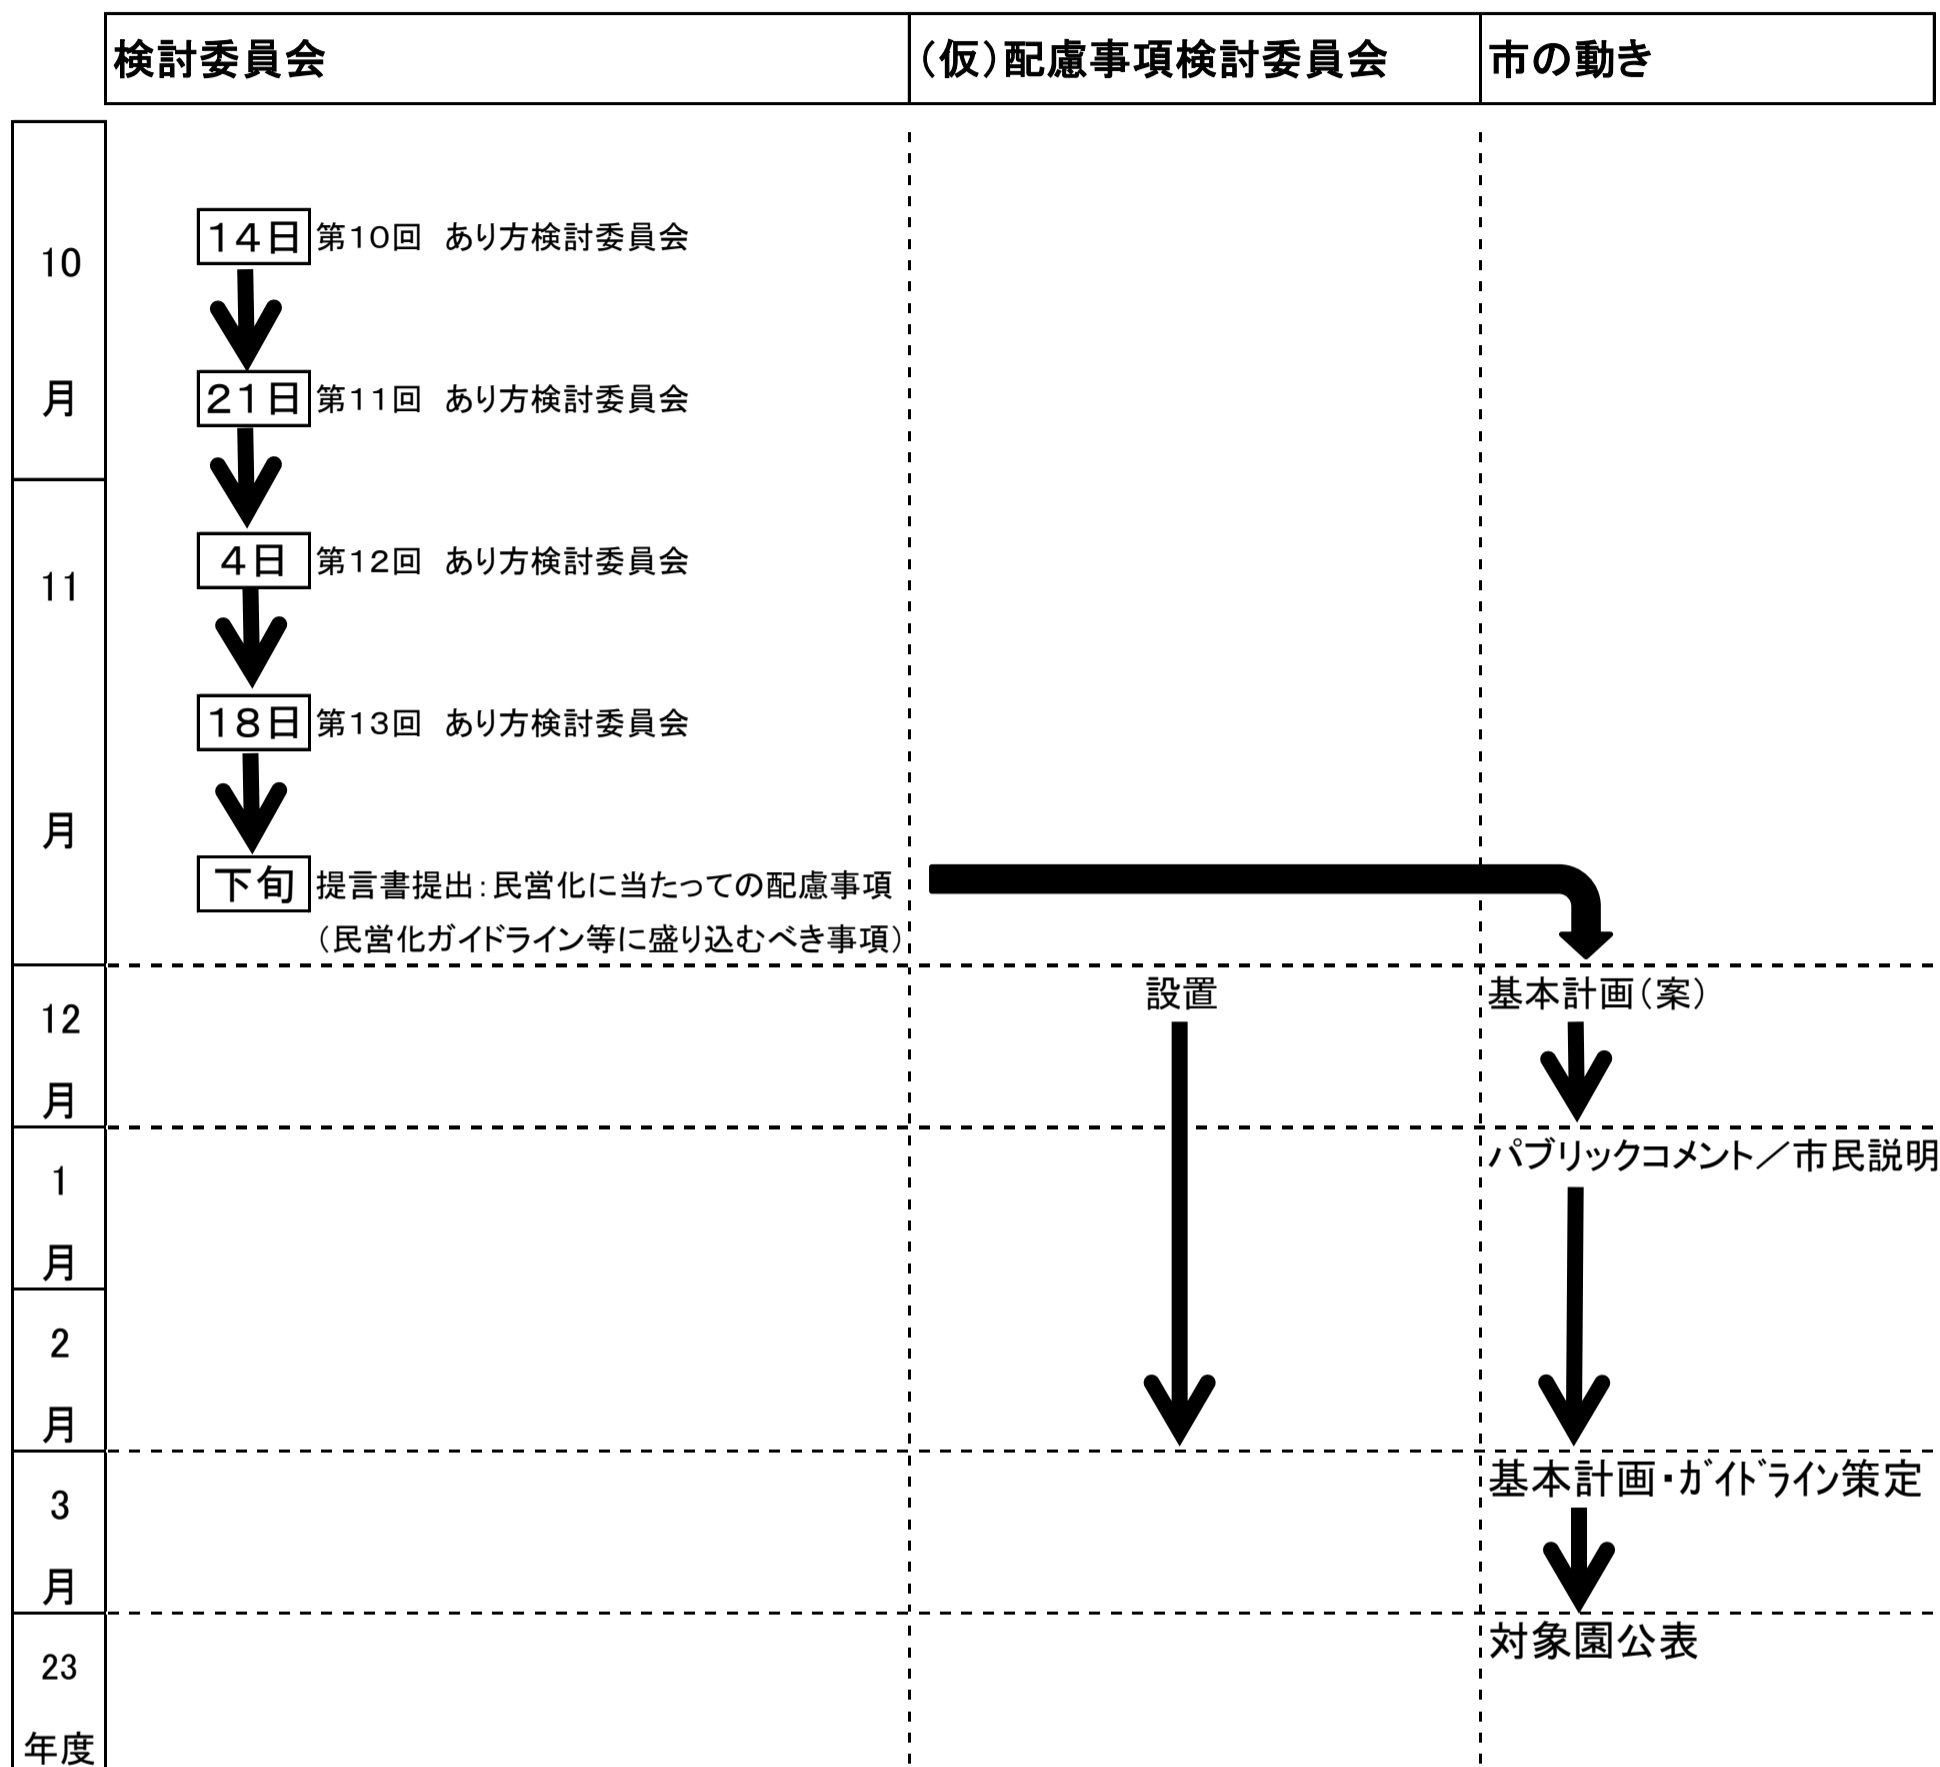 検討委員会
（仮）配慮事項検討委員会
市の動き
10
月
14日 第10回　あり方検討委員会
21日 第11回　あり方検討委員会
11
月
4日 第12回　あり方検討委員会
18日 第13回　あり方検討委員会
下旬 提言書提出：民営化に当たっての配慮事項
（民営化ガイドライン等に盛り込むべき事項）
12
月
設置
基本計画（案）
1
月
パブリックコメント／市民説明
2
月
3
月
基本計画・ｶﾞｲﾄﾞﾗｲﾝ策定
23
年度
対象園公表